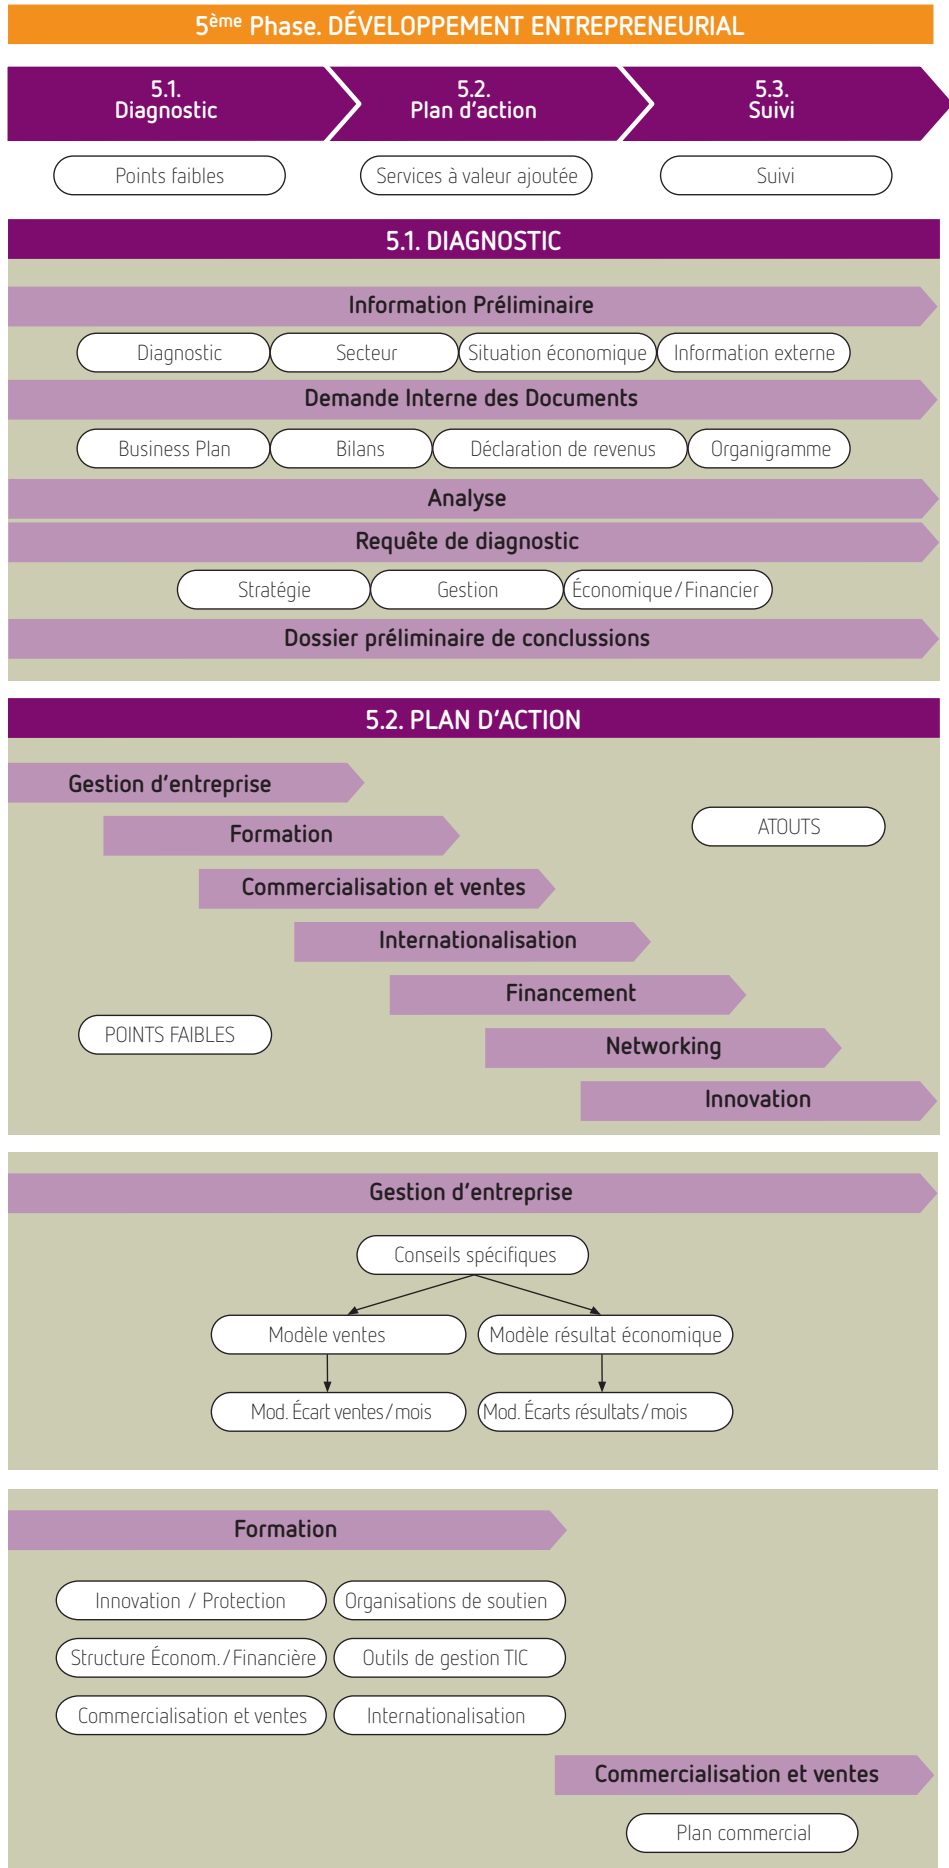 5ème Phase. DÉVELOPPEMENT ENTREPRENEURIAL
5.1.
Diagnostic
5.2.
Plan d'action
5.3.
Suivi
Points faibles
Services à valeur ajoutée
Suivi
5.1. DIAGNOSTIC
Information Préliminaire
Diagnostic
Secteur
Situation économique
Information externe
Demande Interne des Documents
Business Plan
Bilans
Déclaration de revenus
Organigramme
Analyse
Requête de diagnostic
Stratégie
Gestion
Économique/Financier
Dossier préliminaire de conclussions
5.2. PLAN D'ACTION
Gestion d'entreprise
Formation
ATOUTS
Commercialisation et ventes
Internationalisation
Financement
POINTS FAIBLES
Networking
Innovation
Gestion d'entreprise
Conseils spécifiques
Modèle ventes
Modèle résultat économique
Mod. Écart ventes/mois
Mod. Écarts résultats/mois
Formation
Innovation / Protection
Organisations de soutien
Structure Économ./Financière
Outils de gestion TIC
Commercialisation et ventes
Internationalisation
Commercialisation et ventes
Plan commercial